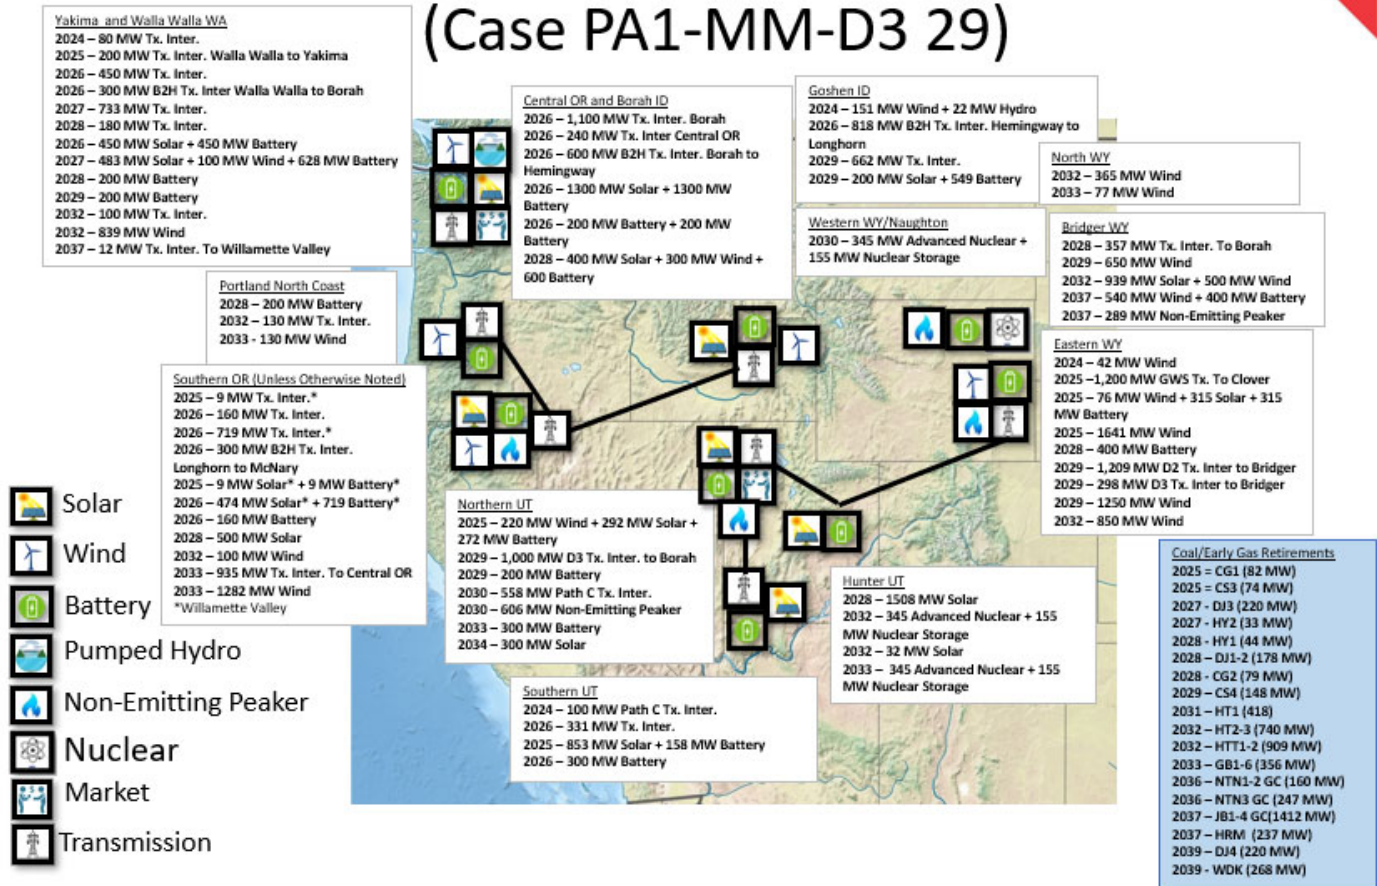 (Case PA1-MM-D3 29)
Yakima and Walla Walla WA
2024 – 80 MW Tx. Inter.
2025 – 200 MW Tx. Inter. Walla Walla to Yakima
2026 – 450 MW Tx. Inter.
2026 – 300 MW B2H Tx. Inter Walla Walla to Borah
2027 – 733 MW Tx. Inter.
2028 – 180 MW Tx. Inter.
2026 – 450 MW Solar + 450 MW Battery
2027 – 483 MW Solar + 100 MW Wind + 628 MW Battery
2028 – 200 MW Battery
2029 – 200 MW Battery
2032 – 100 MW Tx. Inter.
2032 – 839 MW Wind
2037 – 12 MW Tx. Inter. To Willamette Valley
Central OR and Borah ID
2026 – 1,100 MW Tx. Inter. Borah
2026 – 240 MW Tx. Inter Central OR
2026 – 600 MW B2H Tx. Inter. Borah to
Hemingway
2026 – 1300 MW Solar + 1300 MW
Battery
2026 – 200 MW Battery + 200 MW
Battery
2028 – 400 MW Solar + 300 MW Wind +
600 Battery
Goshen ID
2024 – 151 MW Wind + 22 MW Hydro
2026 – 818 MW B2H Tx. Inter. Hemingway to
Longhorn
2029 – 662 MW Tx. Inter.
2029 – 200 MW Solar + 549 Battery
North WY
2032 – 365 MW Wind
2033 – 77 MW Wind
Western WY/Naughton
2030 – 345 MW Advanced Nuclear +
155 MW Nuclear Storage
Bridger WY
2028 – 357 MW Tx. Inter. To Borah
2029 – 650 MW Wind
2032 – 939 MW Solar + 500 MW Wind
2037 – 540 MW Wind + 400 MW Battery
2037 – 289 MW Non-Emitting Peaker
Portland North Coast
2028 – 200 MW Battery
2032 – 130 MW Tx. Inter.
2033 - 130 MW Wind
Eastern WY
2024 – 42 MW Wind
2025 –1,200 MW GWS Tx. To Clover
2025 – 76 MW Wind + 315 Solar + 315
MW Battery
2025 – 1641 MW Wind
2028 – 400 MW Battery
2029 – 1,209 MW D2 Tx. Inter to Bridger
2029 – 298 MW D3 Tx. Inter to Bridger
2029 – 1250 MW Wind
2032 – 850 MW Wind
Southern OR (Unless Otherwise Noted)
2025 – 9 MW Tx. Inter.*
2026 – 160 MW Tx. Inter.
2026 – 719 MW Tx. Inter.*
2026 – 300 MW B2H Tx. Inter.
Longhorn to McNary
2025 – 9 MW Solar* + 9 MW Battery*
2026 – 474 MW Solar* + 719 Battery*
2026 – 160 MW Battery
2028 – 500 MW Solar
2032 – 100 MW Wind
2033 – 935 MW Tx. Inter. To Central OR
2033 – 1282 MW Wind
*Willamette Valley
Northern UT
2025 – 220 MW Wind + 292 MW Solar +
272 MW Battery
2029 – 1,000 MW D3 Tx. Inter. to Borah
2029 – 200 MW Battery
2030 – 558 MW Path C Tx. Inter.
2030 – 606 MW Non-Emitting Peaker
2033 – 300 MW Battery
2034 – 300 MW Solar
Hunter UT
2028 – 1508 MW Solar
2032 – 345 Advanced Nuclear + 155
MW Nuclear Storage
2032 – 32 MW Solar
2033 – 345 Advanced Nuclear + 155
MW Nuclear Storage
Southern UT
2024 – 100 MW Path C Tx. Inter.
2026 – 331 MW Tx. Inter.
2025 – 853 MW Solar + 158 MW Battery
2026 – 300 MW Battery
Coal/Early Gas Retirements
2025 = CG1 (82 MW)
2025 = CS3 (74 MW)
2027 - DJ3 (220 MW)
2027 - HY2 (33 MW)
2028 - HY1 (44 MW)
2028 – DJ1-2 (178 MW)
2028 - CG2 (79 MW)
2029 – CS4 (148 MW)
2031 – HT1 (418)
2032 – HT2-3 (740 MW)
2032 – HTT1-2 (909 MW)
2033 – GB1-6 (356 MW)
2036 – NTN1-2 GC (160 MW)
2036 – NTN3 GC (247 MW)
2037 – JB1-4 GC(1412 MW)
2037 – HRM (237 MW)
2039 – DJ4 (220 MW)
2039 - WDK (268 MW)
Solar
Wind
Battery
Pumped Hydro
Non-Emitting Peaker
Nuclear
Market
Transmission